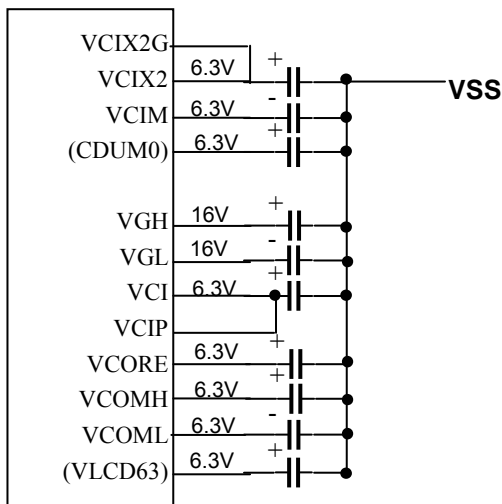 VCIX2G
+
VCIX2 6.3V
VSS
-
VCIM 6.3V
+
(CDUM0) 6.3V
+
VGH 16V
-
VGL 16V
+
VCI 6.3V
VCIP
+
VCORE 6.3V
+
VCOMH 6.3V
-
VCOML 6.3V
+
(VLCD63) 6.3V